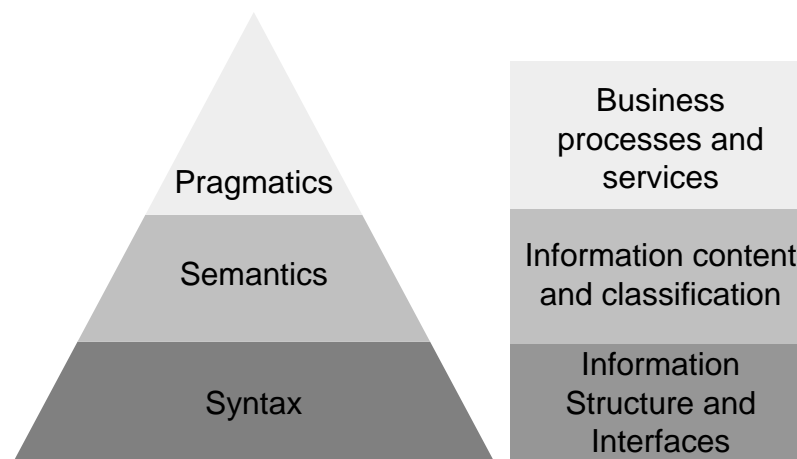 Pragmatics
Semantics
Syntax
Business
processes and
services
Information content
and classification
Information
Structure and
Interfaces